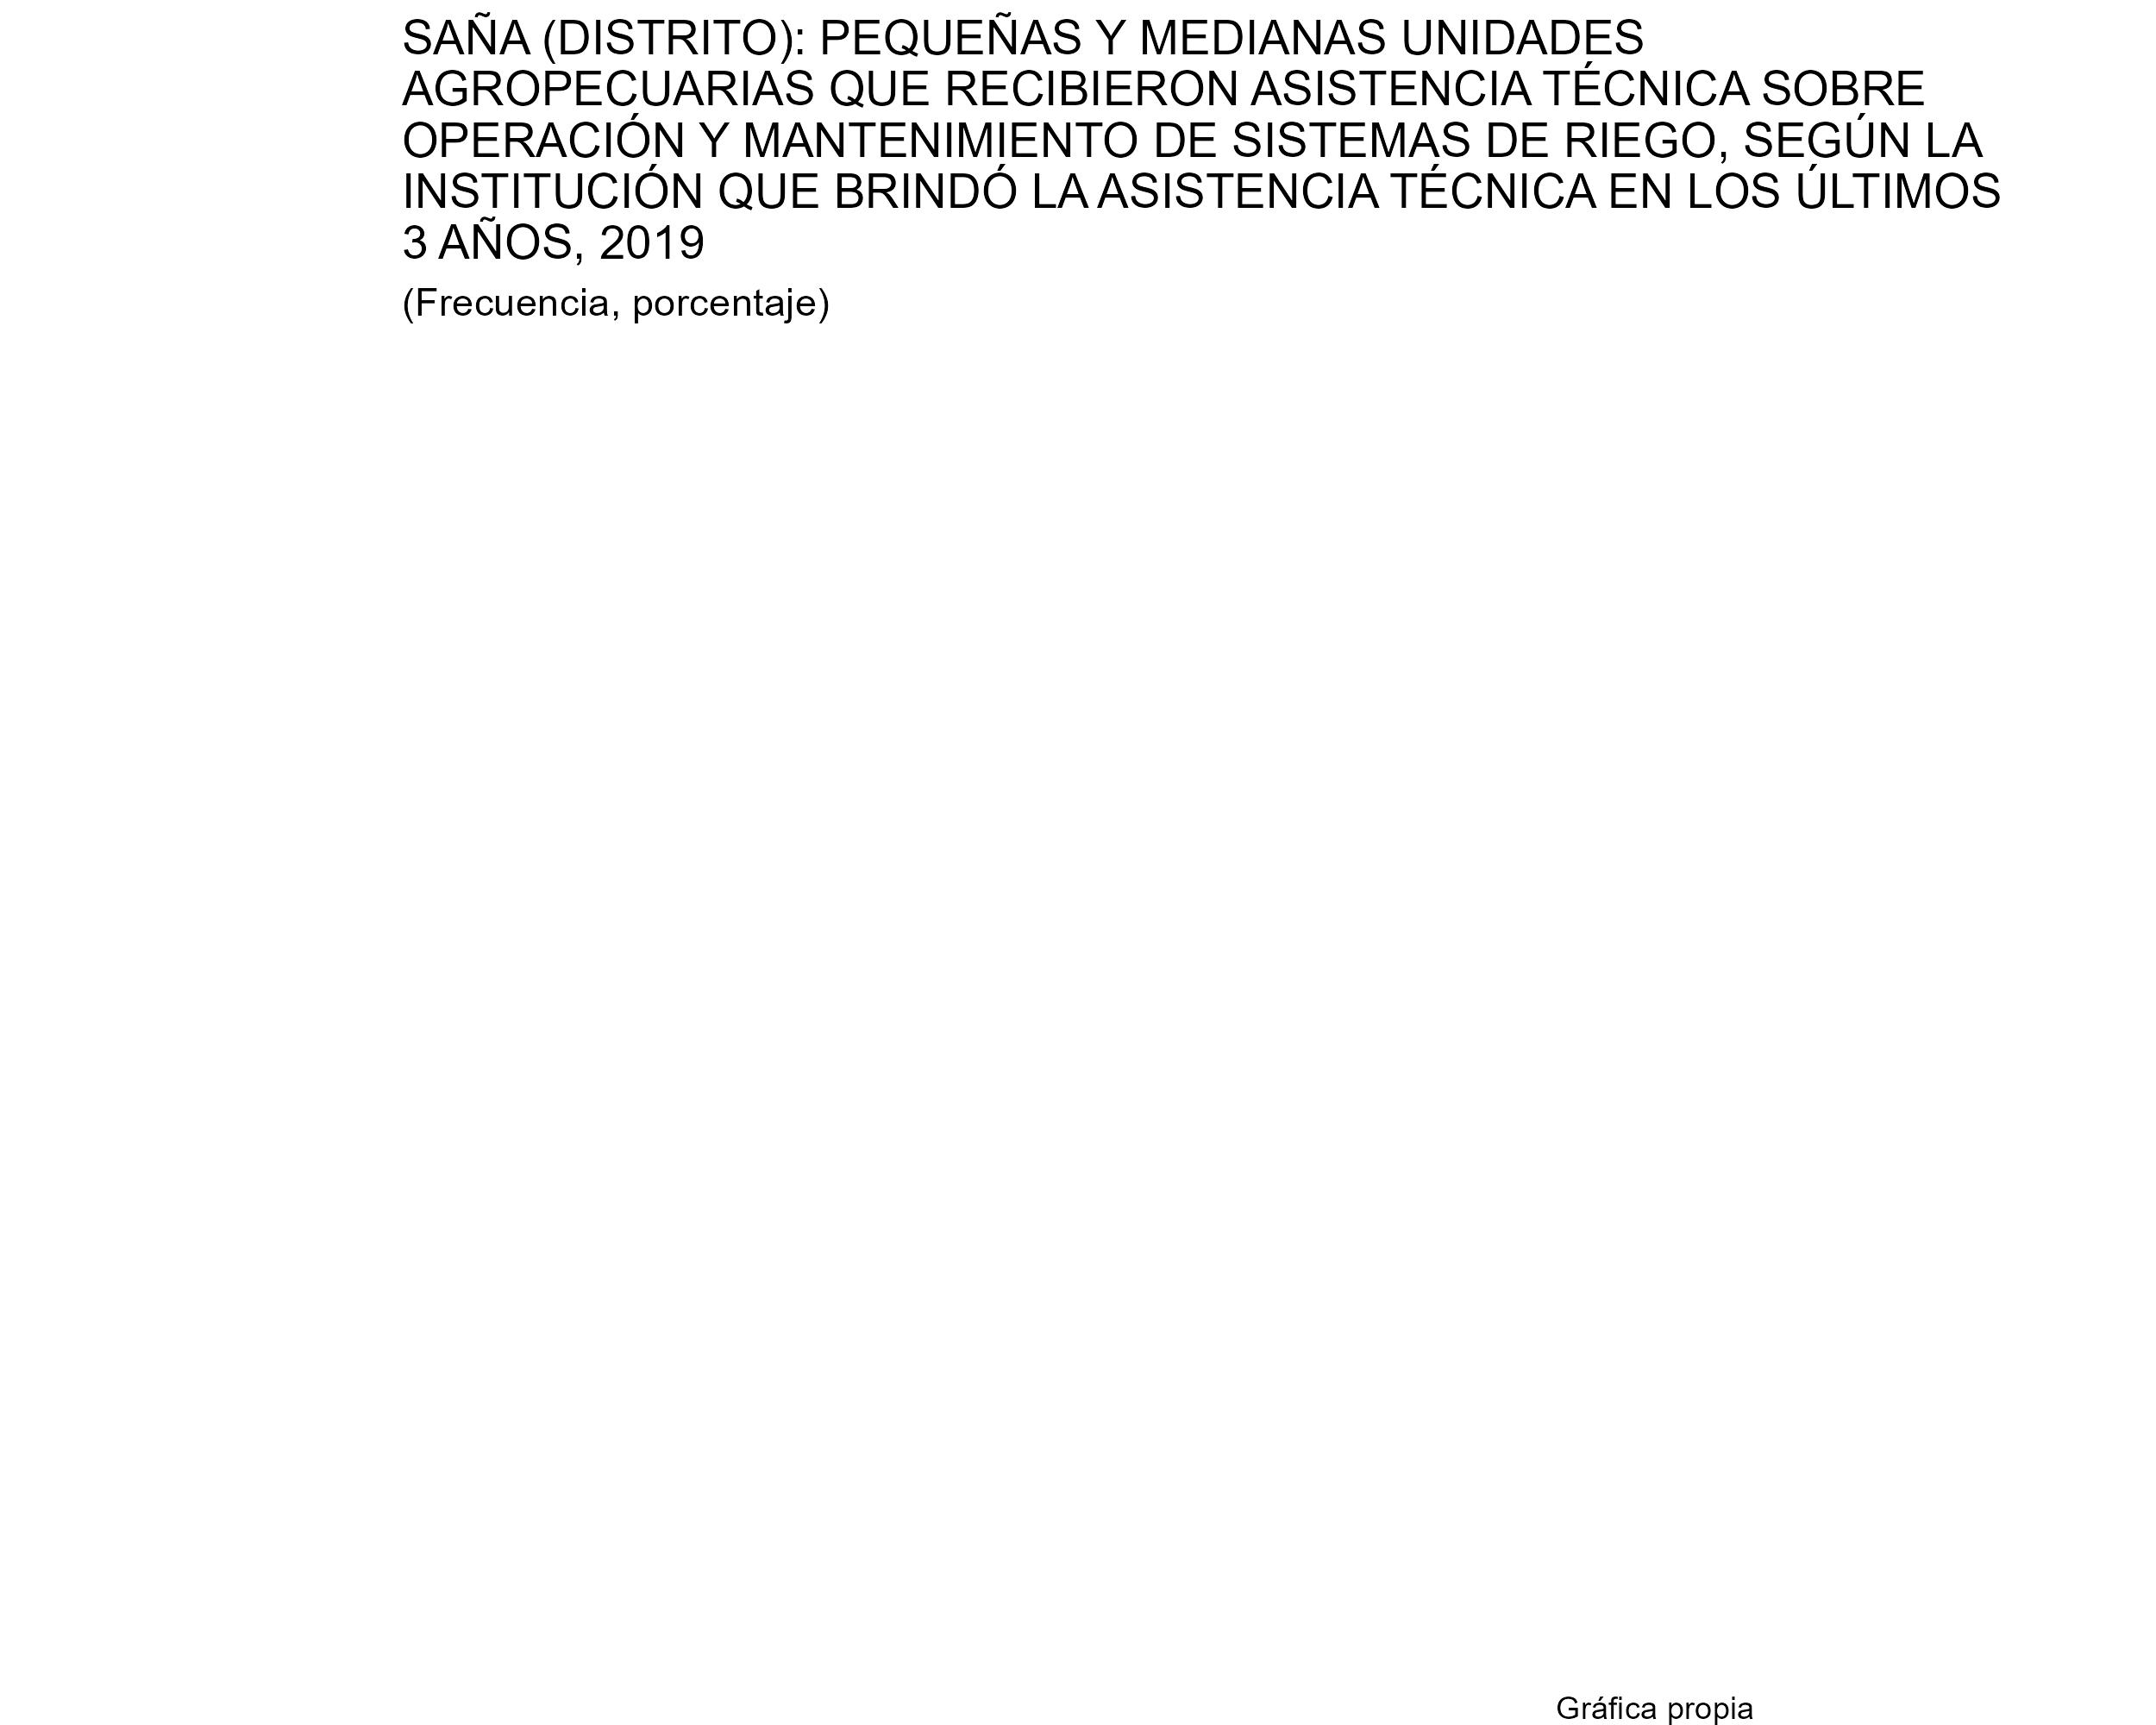 SAÑA (DISTRITO): PEQUEÑAS Y MEDIANAS UNIDADES
AGROPECUARIAS QUE RECIBIERON ASISTENCIA TÉCNICA SOBRE
OPERACIÓN Y MANTENIMIENTO DE SISTEMAS DE RIEGO, SEGÚN LA
INSTITUCIÓN QUE BRINDÓ LA ASISTENCIA TÉCNICA EN LOS ÚLTIMOS
3 AÑOS, 2019
(Frecuencia, porcentaje)
Gráfica propia